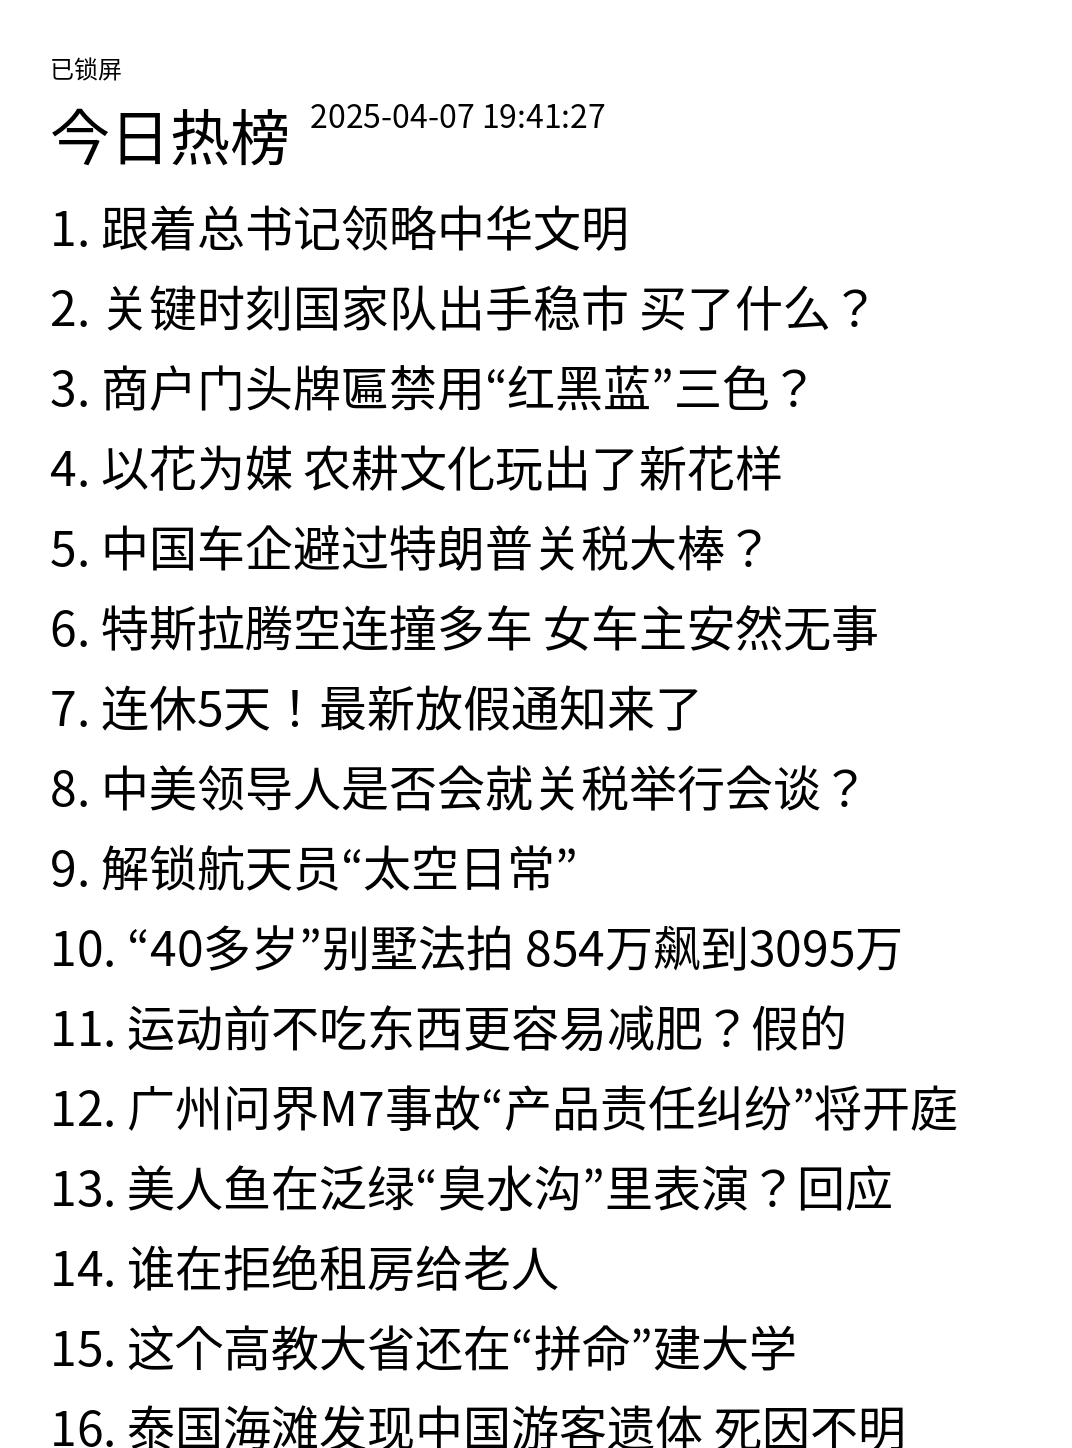 已锁屏
今日热榜 2025-04-07 19:41:27
1. 跟着总书记领略中华文明
2. 关键时刻国家队出手稳市 买了什么？
3. 商户门头牌匾禁用“红黑蓝”三色？
4. 以花为媒 农耕文化玩出了新花样
5. 中国车企避过特朗普关税大棒？
6. 特斯拉腾空连撞多车 女车主安然无事
7. 连休5天！最新放假通知来了
8. 中美领导人是否会就关税举行会谈？
9. 解锁航天员“太空日常”
10. “40多岁”别墅法拍 854万飙到3095万
11. 运动前不吃东西更容易减肥？假的
12. 广州问界M7事故“产品责任纠纷”将开庭
13. 美人鱼在泛绿“臭水沟”里表演？回应
14. 谁在拒绝租房给老人
15. 这个高教大省还在“拼命”建大学
16. 泰国海滩发现中国游客遗体 死因不明